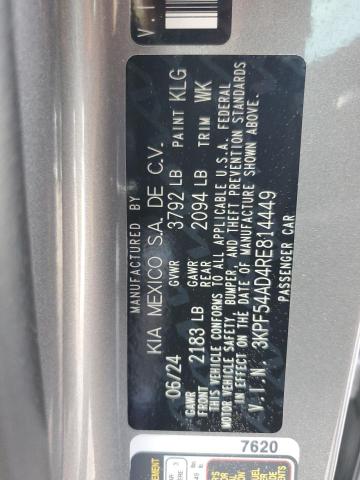 MANUFACTURED BY
KIA MEXICO S.A. DE C.V.
06/24 GVWR 3792 LB PAINT KLG
GAWR FRONT 2183 LB GAWR REAR 2094 LB TRIM WK
THIS VEHICLE CONFORMS TO ALL APPLICABLE U.S.A. FEDERAL
MOTOR VEHICLE SAFETY, BUMPER, AND THEFT PREVENTION STANDARDS
IN EFFECT ON THE DATE OF MANUFACTURE SHOWN ABOVE.
V.I.N. 3KPF54AD4RE814449
PASSENGER CAR
7620